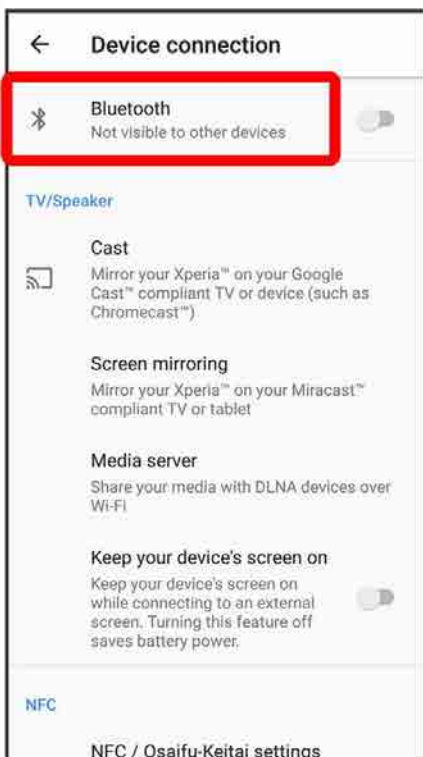 Device connection
Bluetooth
Not visible to other devices
TV/Speaker
Cast
Mirror your Xperia™ on your Google
Cast™ compliant TV or device (such as
Chromecast™)
Screen mirroring
Mirror your Xperia™ on your Miracast™
compliant TV or tablet
Media server
Share your media with DLNA devices over
Wi-Fi
Keep your device's screen on
Keep your device's screen on
while connecting to an external
screen. Turning this feature off
saves battery power.
NFC
NFC / Osaifu-Keitai settings